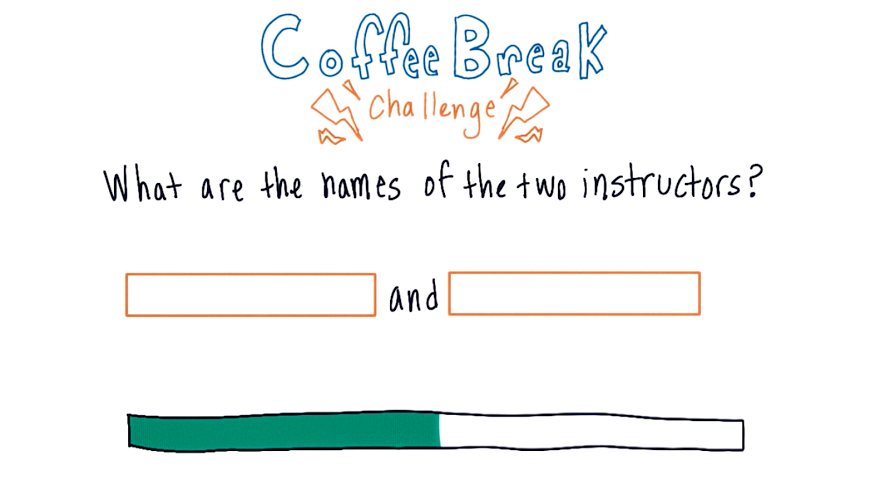 Coffee Break
Challenge
What are the names of the two instructors?
and